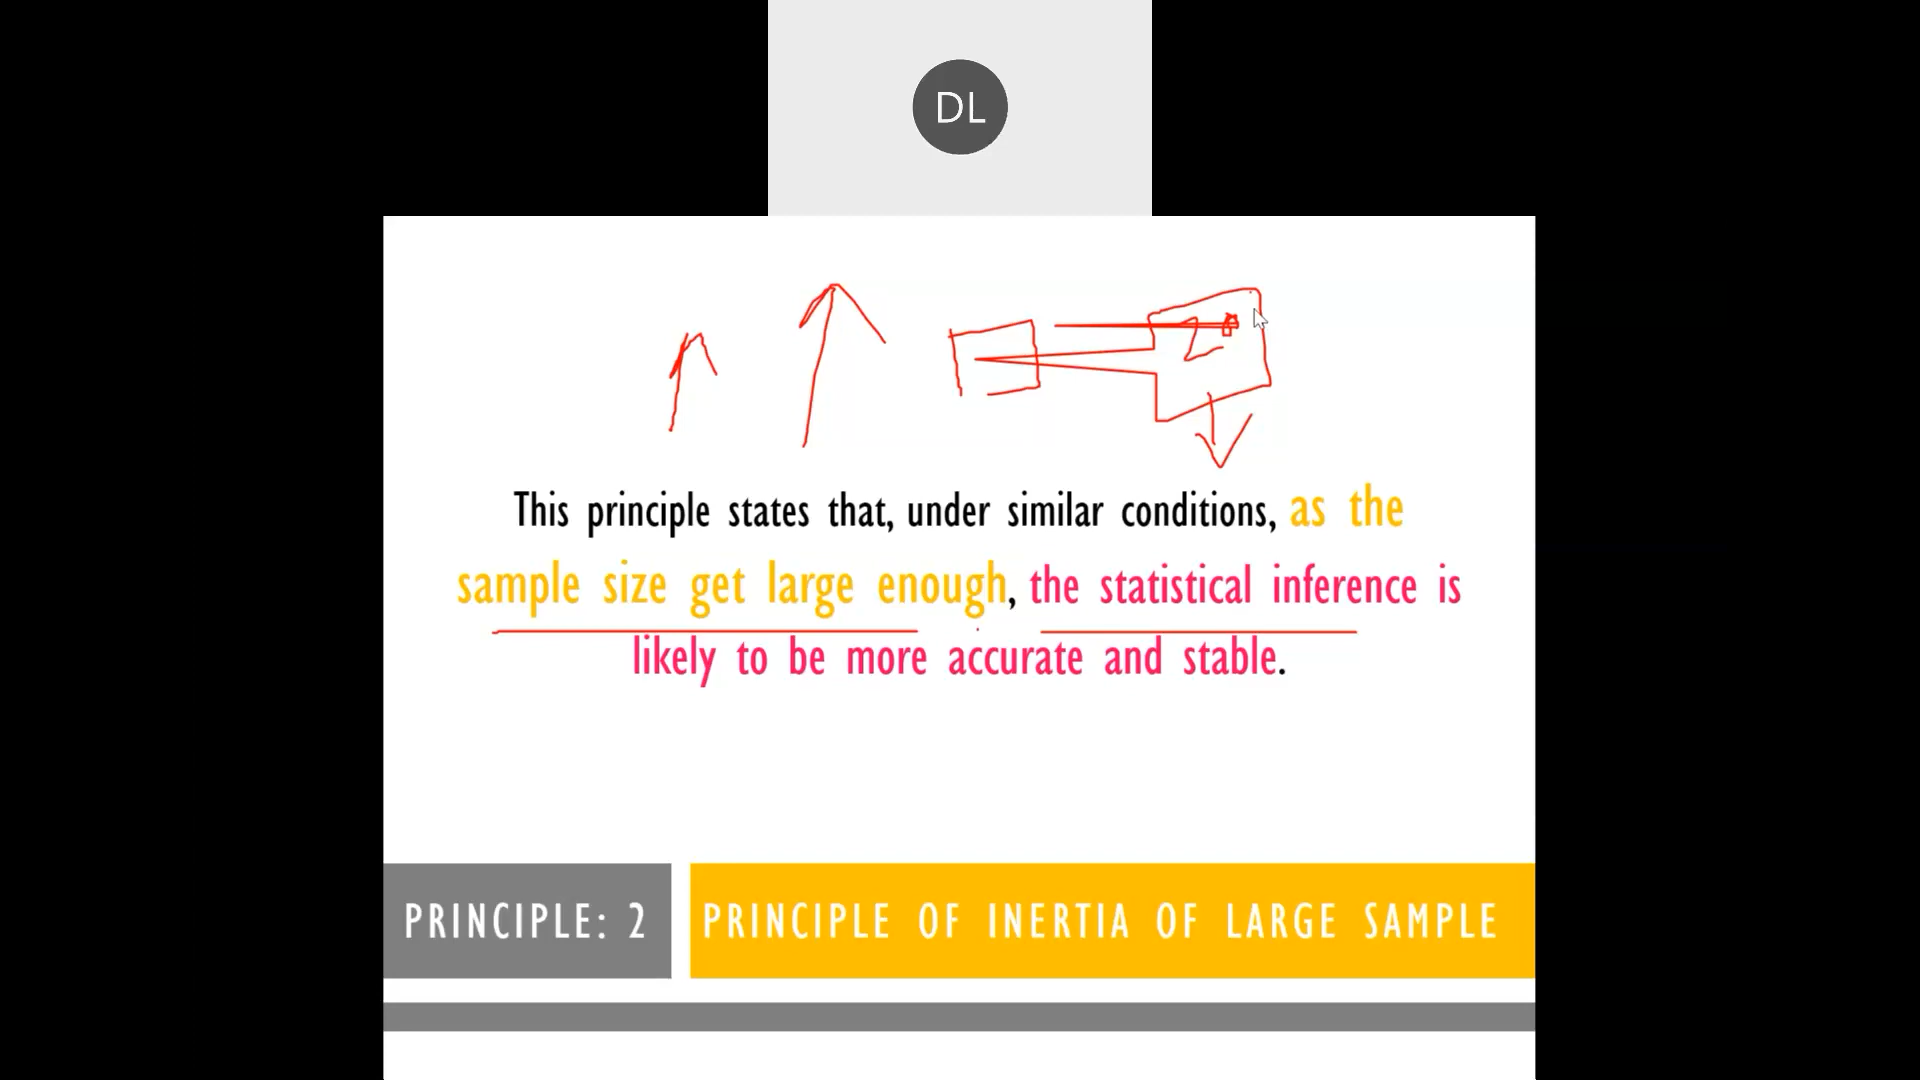 DL
This principle states that, under similar conditions, as the
sample size get large enough, the statistical inference is
likely to be more accurate and stable.
PRINCIPLE: 2
PRINCIPLE OF INERTIA OF LARGE SAMPLE